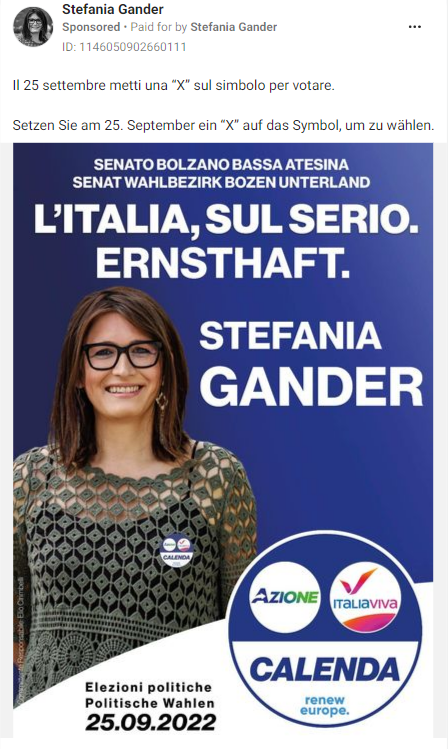 Stefania Gander
Sponsored • Paid for by Stefania Gander
ID: 1146050902660111
Il 25 settembre metti una “X” sul simbolo per votare.
Setzen Sie am 25. September ein “X” auf das Symbol, um zu wählen.
SENATO BOLZANO BASSA ATESINA
SENAT WAHLBEZIRK BOZEN UNTERLAND
L'ITALIA, SUL SERIO.
ERNSTHAFT.
STEFANIA
GANDER
AZIONE
ITALIAVIVA
CALENDA
renew
europe.
Elezioni politiche
Politische Wahlen
25.09.2022